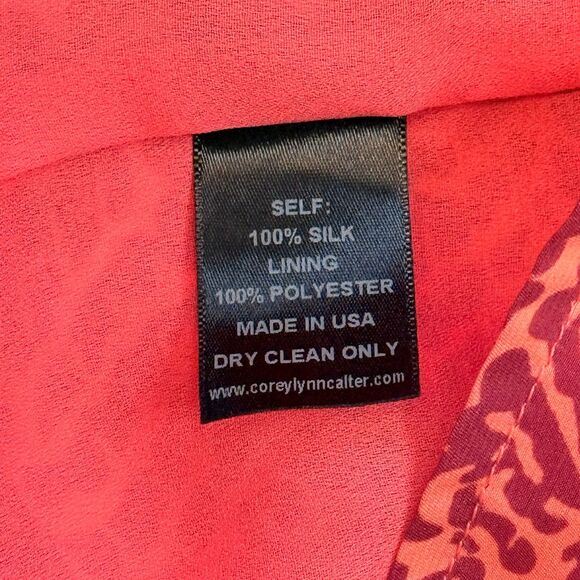 SELF:
100% SILK
LINING
100% POLYESTER
MADE IN USA
DRY CLEAN ONLY
www.coreylynncalter.com